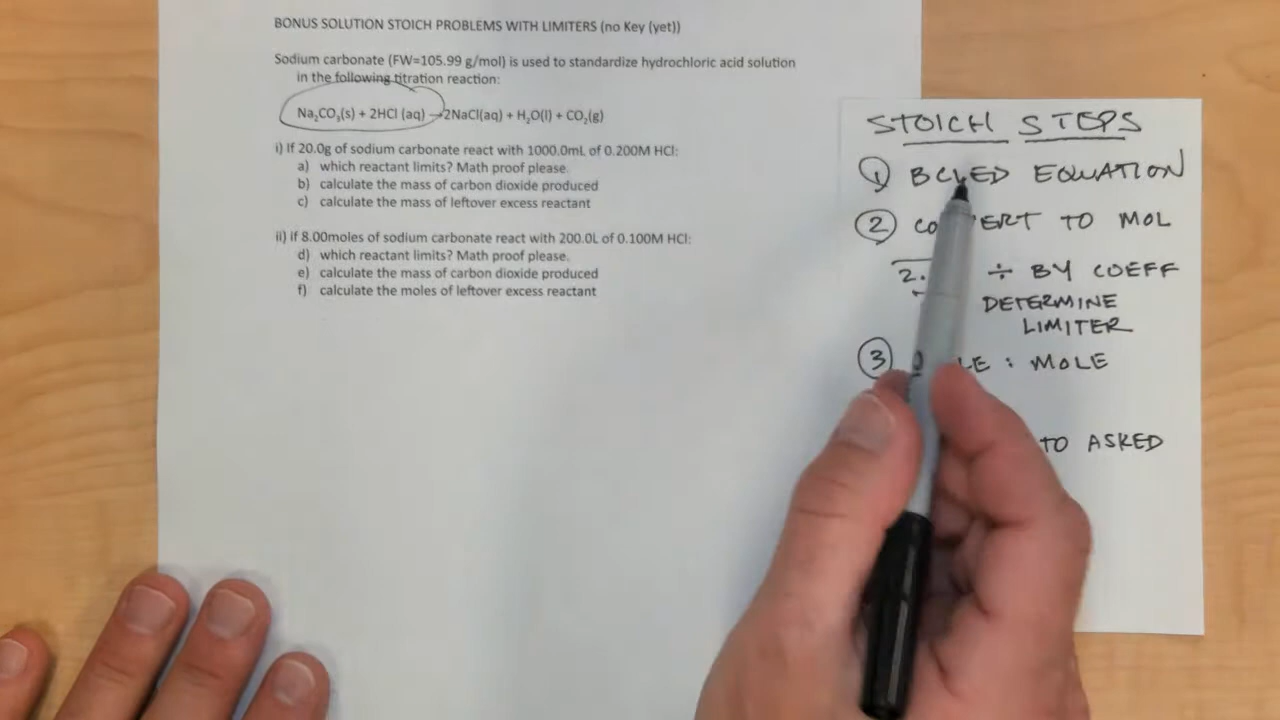 BONUS SOLUTION STOICH PROBLEMS WITH LIMITERS (no Key (yet))
Sodium carbonate (FW=105.99 g/mol) is used to standardize hydrochloric acid solution
in the following titration reaction:
Na₂CO₃(s) + 2HCl (aq) → 2NaCl(aq) + H₂O(l) + CO₂(g)
i) If 20.0g of sodium carbonate react with 1000.0mL of 0.200M HCl:
a) which reactant limits? Math proof please.
b) calculate the mass of carbon dioxide produced
c) calculate the mass of leftover excess reactant
ii) If 8.00moles of sodium carbonate react with 200.0L of 0.100M HCl:
d) which reactant limits? Math proof please.
e) calculate the mass of carbon dioxide produced
f) calculate the moles of leftover excess reactant
STOICH STEPS
① EQUATION
② TO MOL
2. ÷ BY COEFF
DETERMINE
LIMITER
③ : MOLE
TO ASKED